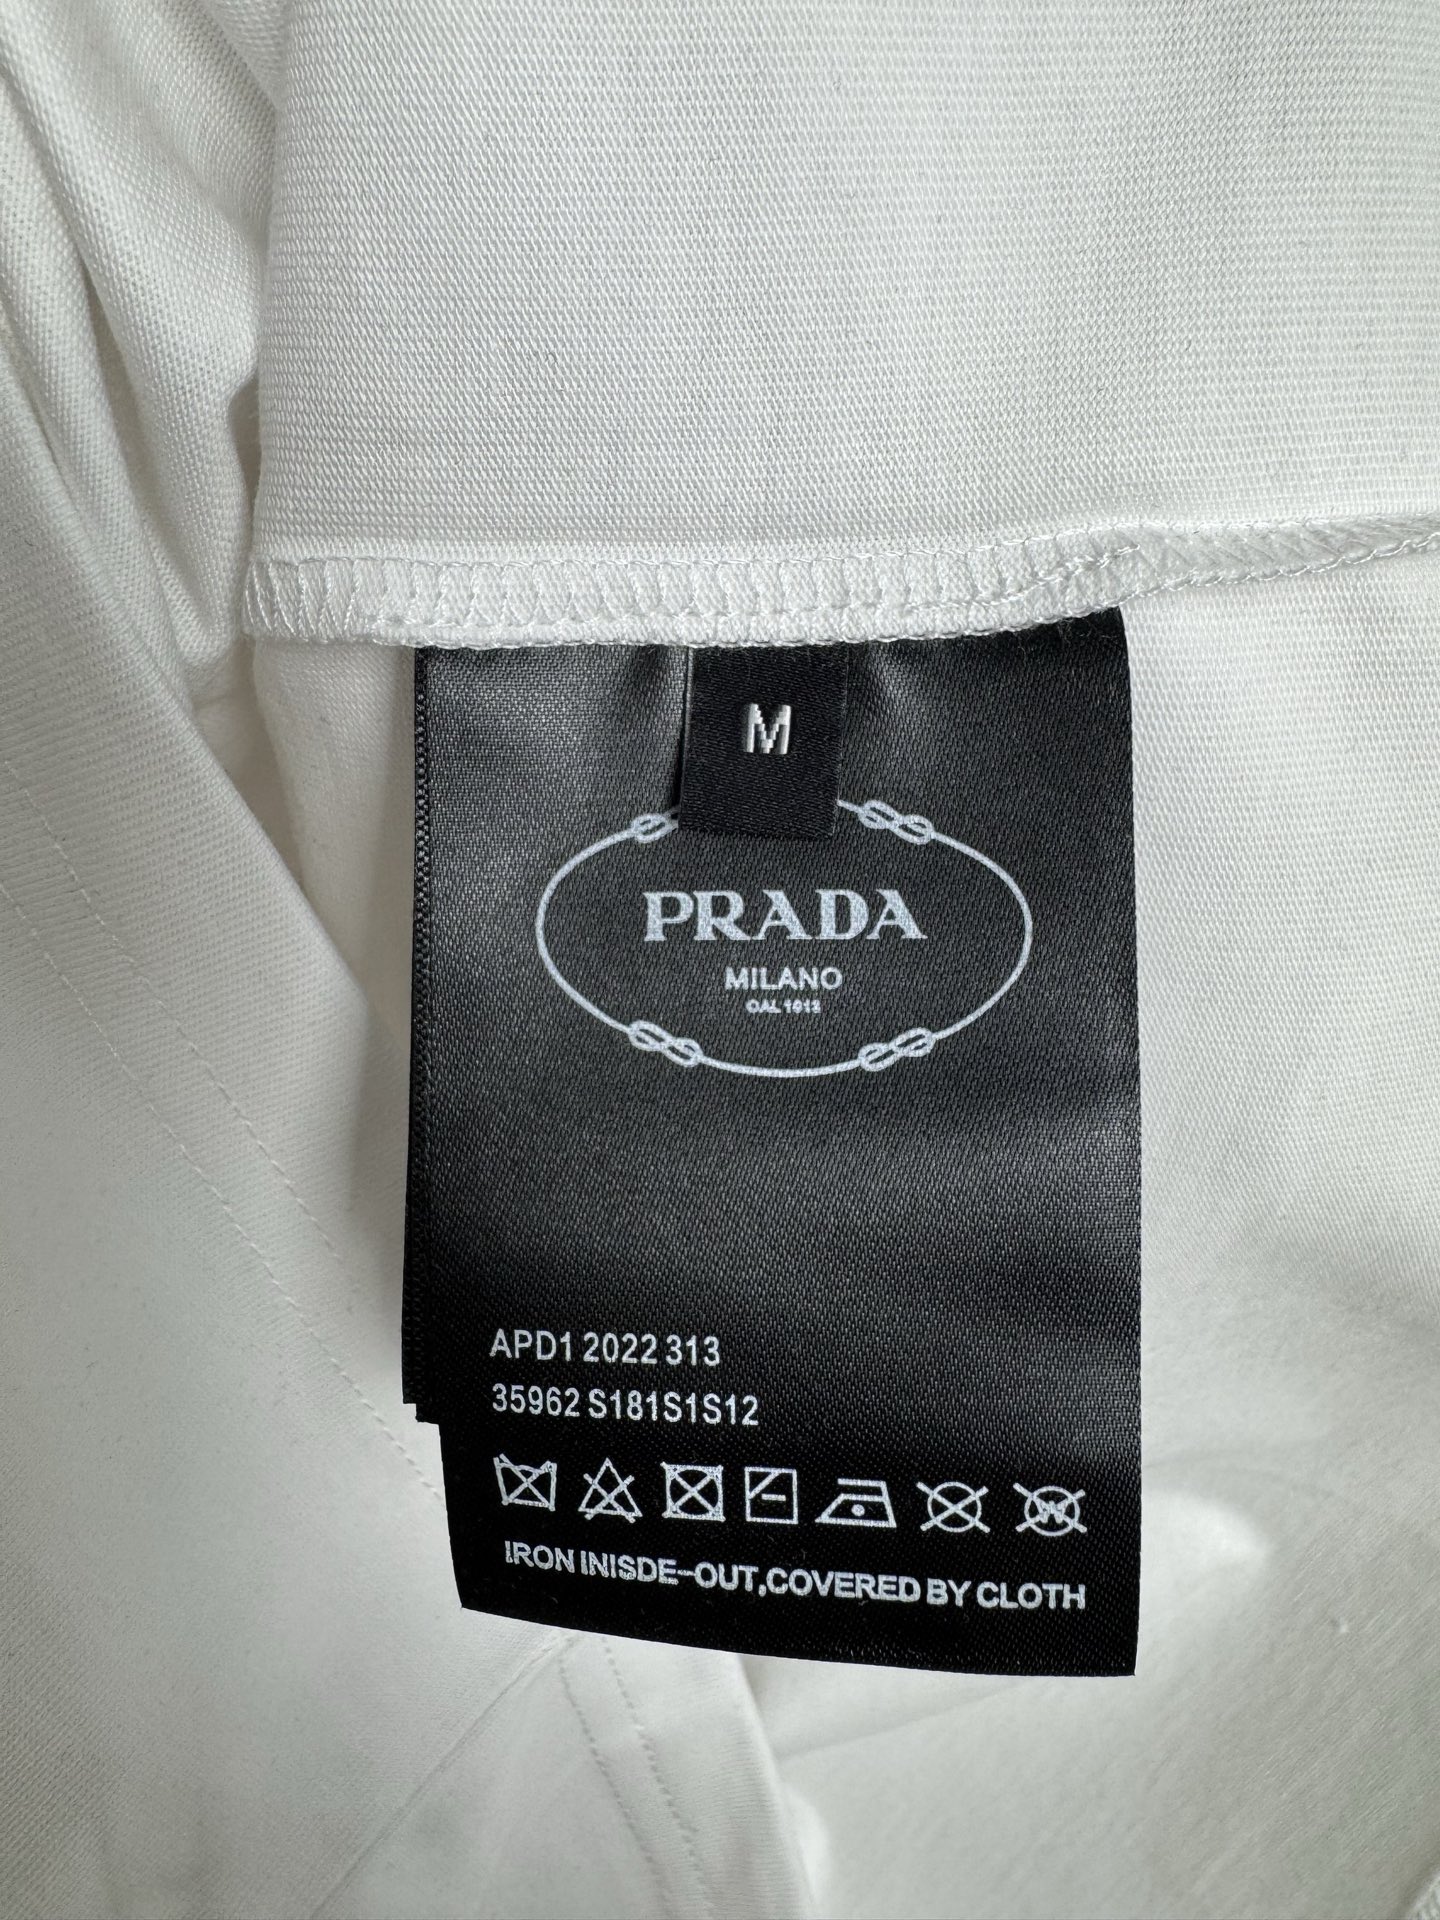 M
PRADA
MILANO
DAL 1913
APD1 2022 313
35962 S181S1S12
W
IRON INISDE-OUT,COVERED BY CLOTH